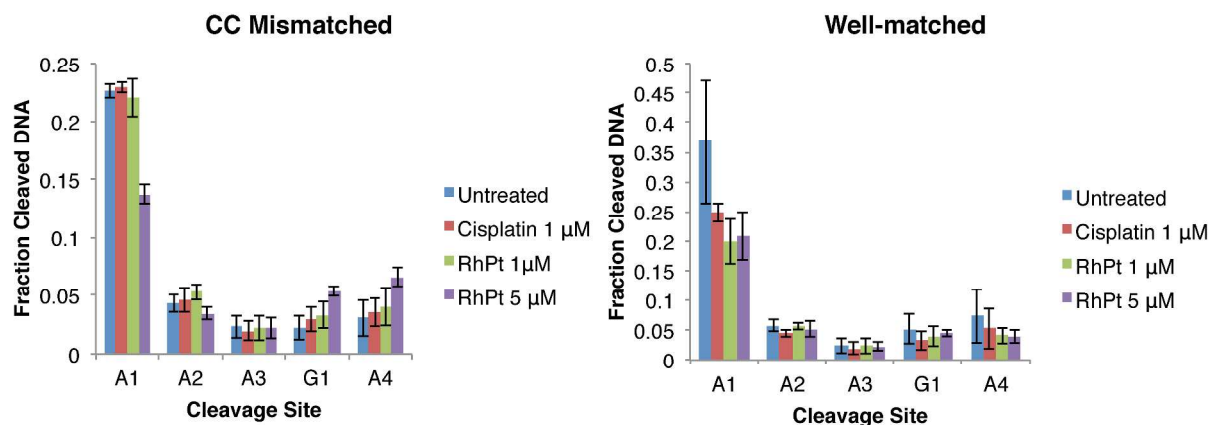 CC Mismatched
Fraction Cleaved DNA
0.25
0.2
0.15
0.1
0.05
0
A1 A2 A3 G1 A4
Cleavage Site
Untreated
Cisplatin 1 µM
RhPt 1µM
RhPt 5 µM
Well-matched
Fraction Cleaved DNA
0.5
0.45
0.4
0.35
0.3
0.25
0.2
0.15
0.1
0.05
0
A1 A2 A3 G1 A4
Cleavage Site
Untreated
Cisplatin 1 µM
RhPt 1 µM
RhPt 5 µM